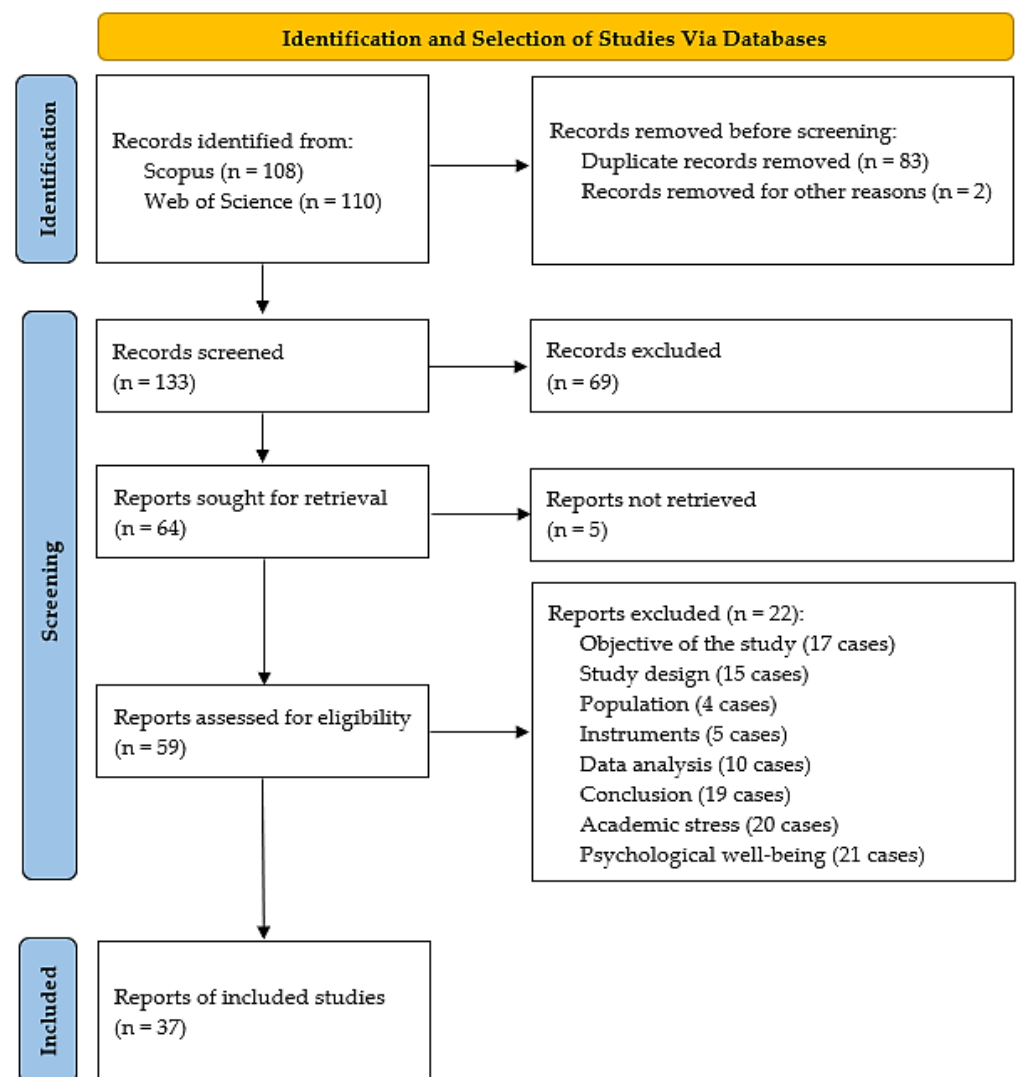 Identification and Selection of Studies Via Databases
Identification
Records identified from:
Scopus (n = 108)
Web of Science (n = 110)
Records removed before screening:
Duplicate records removed (n = 83)
Records removed for other reasons (n = 2)
Screening
Records screened
(n = 133)
Records excluded
(n = 69)
Reports sought for retrieval
(n = 64)
Reports not retrieved
(n = 5)
Reports assessed for eligibility
(n = 59)
Reports excluded (n = 22):
Objective of the study (17 cases)
Study design (15 cases)
Population (4 cases)
Instruments (5 cases)
Data analysis (10 cases)
Conclusion (19 cases)
Academic stress (20 cases)
Psychological well-being (21 cases)
Included
Reports of included studies
(n = 37)